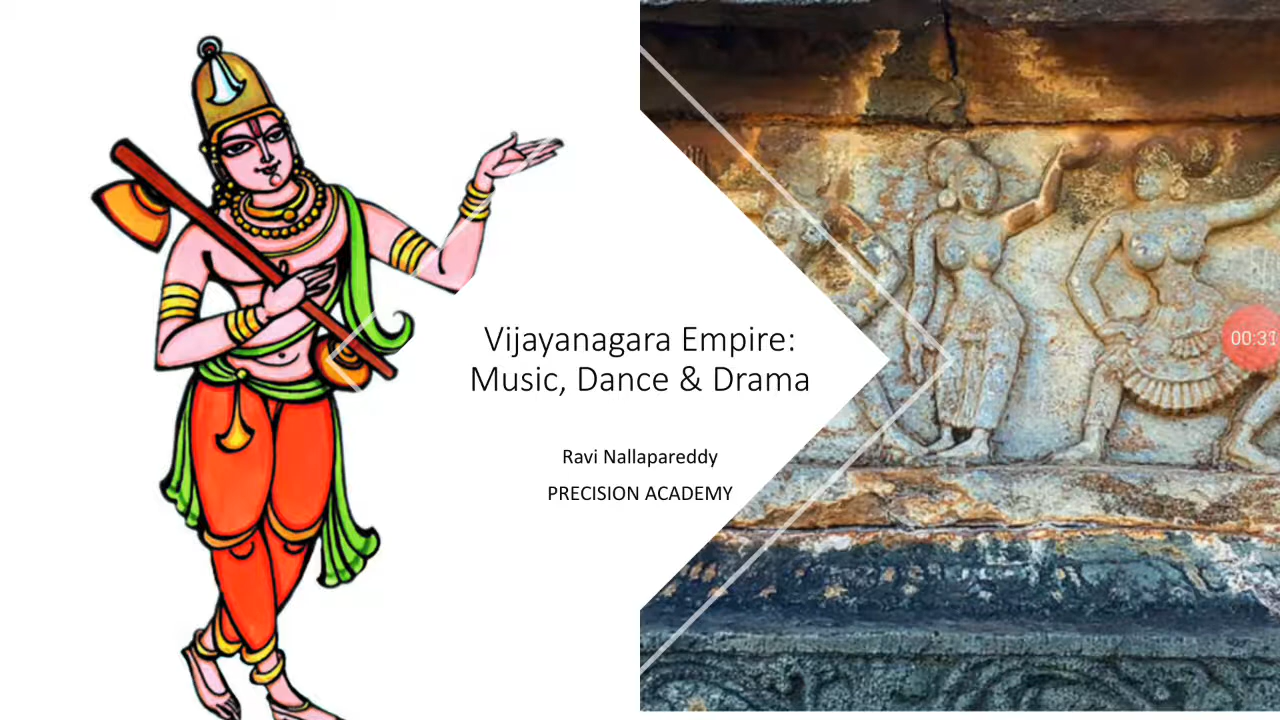 Vijayanagara Empire:
Music, Dance & Drama
Ravi Nallapareddy
PRECISION ACADEMY
00:31